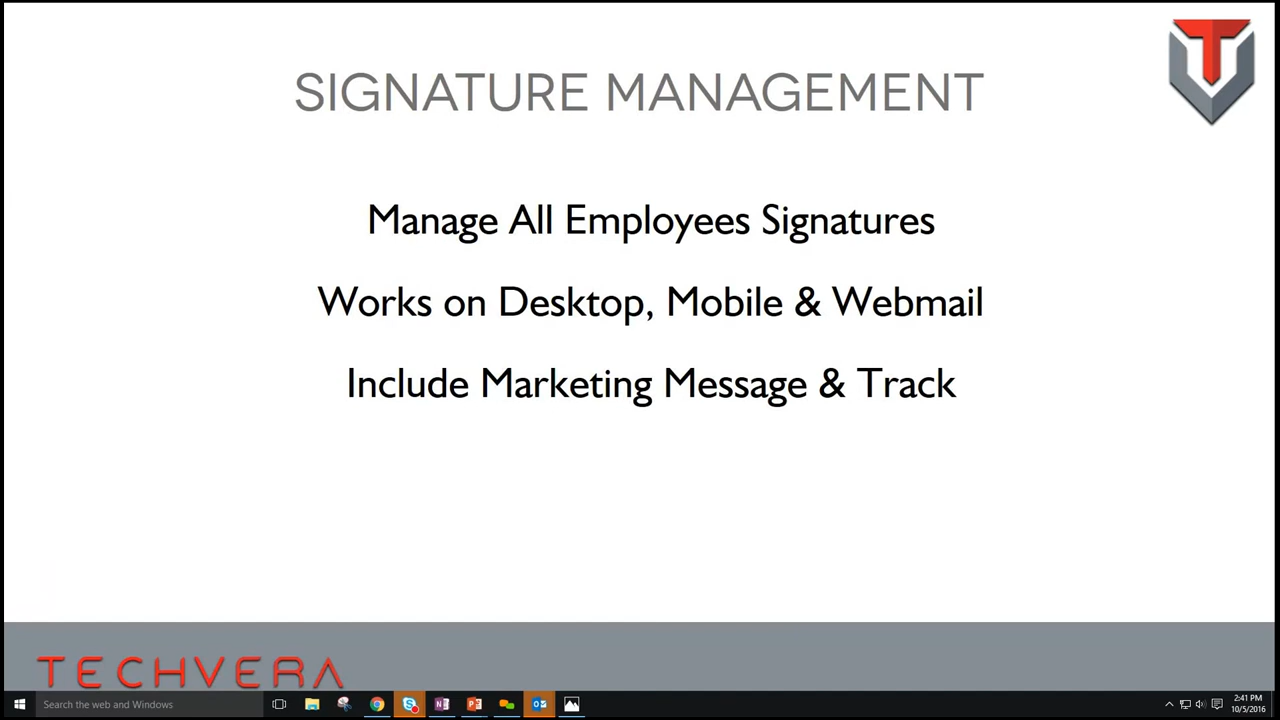 SIGNATURE MANAGEMENT
Manage All Employees Signatures
Works on Desktop, Mobile & Webmail
Include Marketing Message & Track
TECHVERA
Search the web and Windows
2:41 PM
10/5/2016